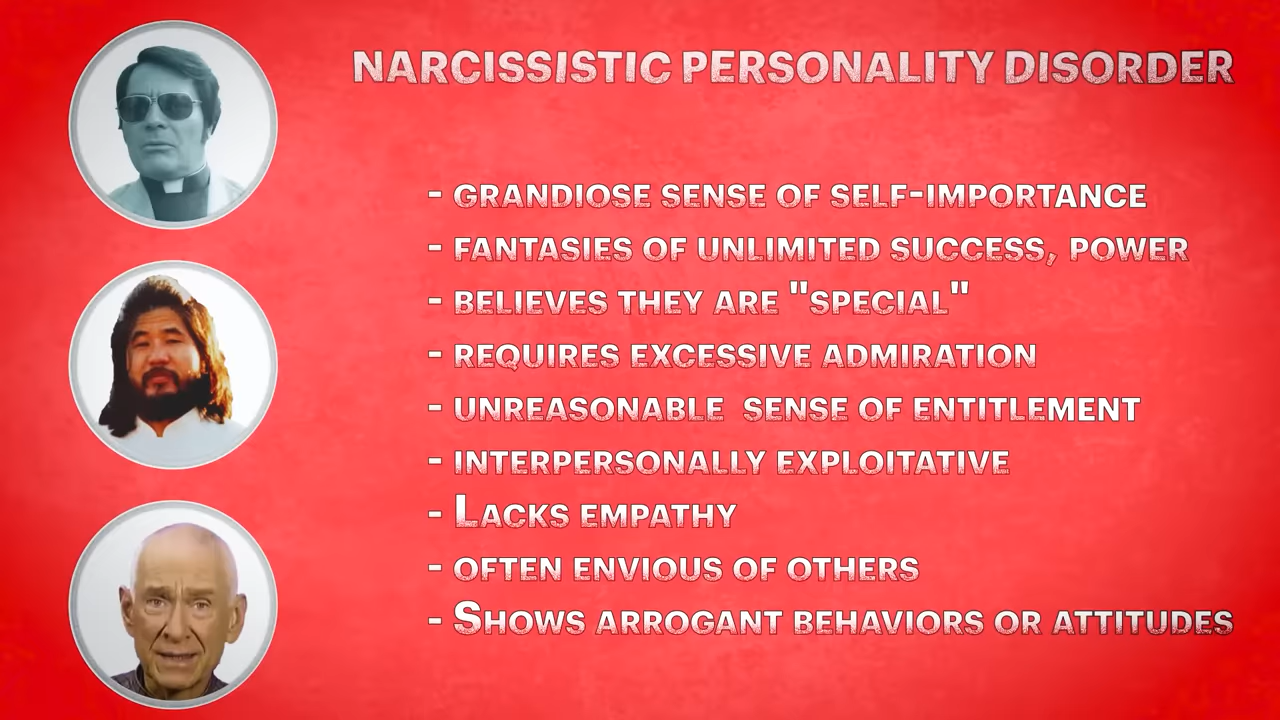 NARCISSISTIC PERSONALITY DISORDER
- GRANDIOSE SENSE OF SELF-IMPORTANCE
- FANTASIES OF UNLIMITED SUCCESS, POWER
- BELIEVES THEY ARE "SPECIAL"
- REQUIRES EXCESSIVE ADMIRATION
- UNREASONABLE SENSE OF ENTITLEMENT
- INTERPERSONALLY EXPLOITATIVE
- LACKS EMPATHY
- OFTEN ENVIOUS OF OTHERS
- SHOWS ARROGANT BEHAVIORS OR ATTITUDES